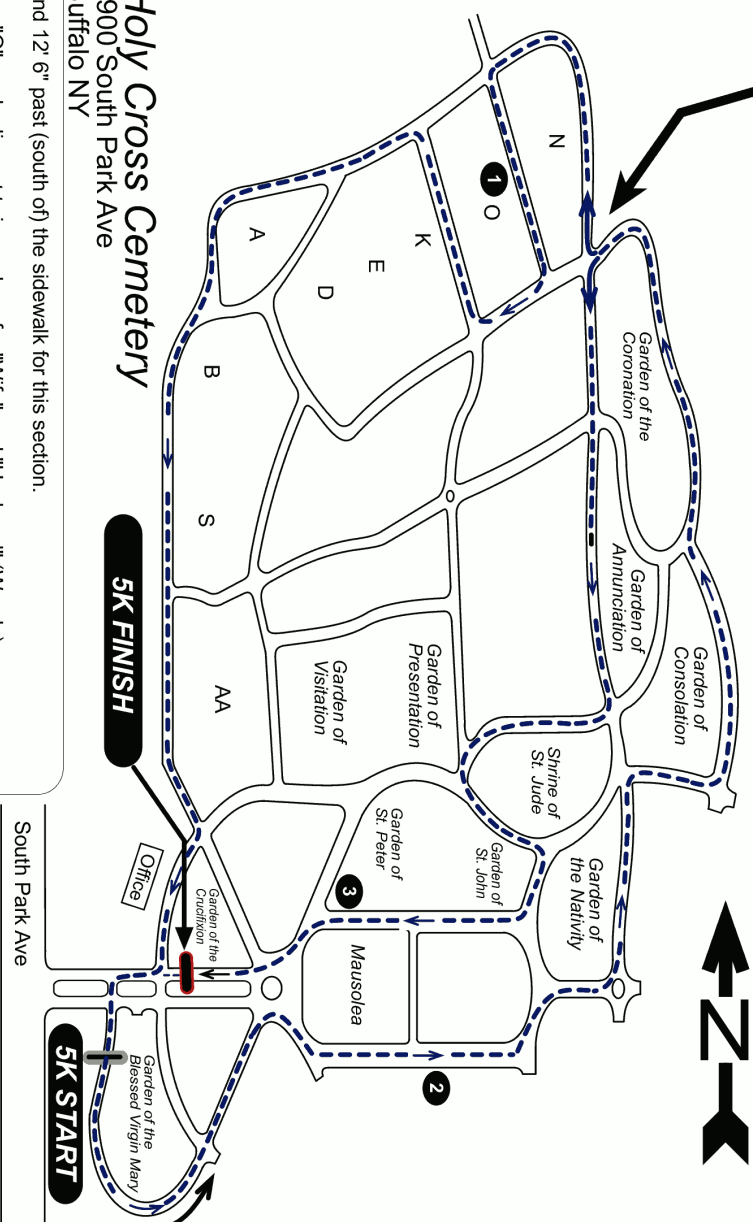 Holy Cross Cemetery
900 South Park Ave
uffalo NY
nd 12' 6" past (south of) the sidewalk for this section.
N
1
O
K
E
D
A
B
S
AA
Garden of the
Coronation
Garden of
Annunciation
Garden of
Consolation
Garden of
Presentation
Garden of
Visitation
Shrine of
St. Jude
Garden of
St. Peter
Garden of
St. John
Garden of
the Nativity
3
Mausolea
2
Garden of the
Crucifixion
Office
5K FINISH
South Park Ave
Garden of the
Blessed Virgin Mary
5K START
N